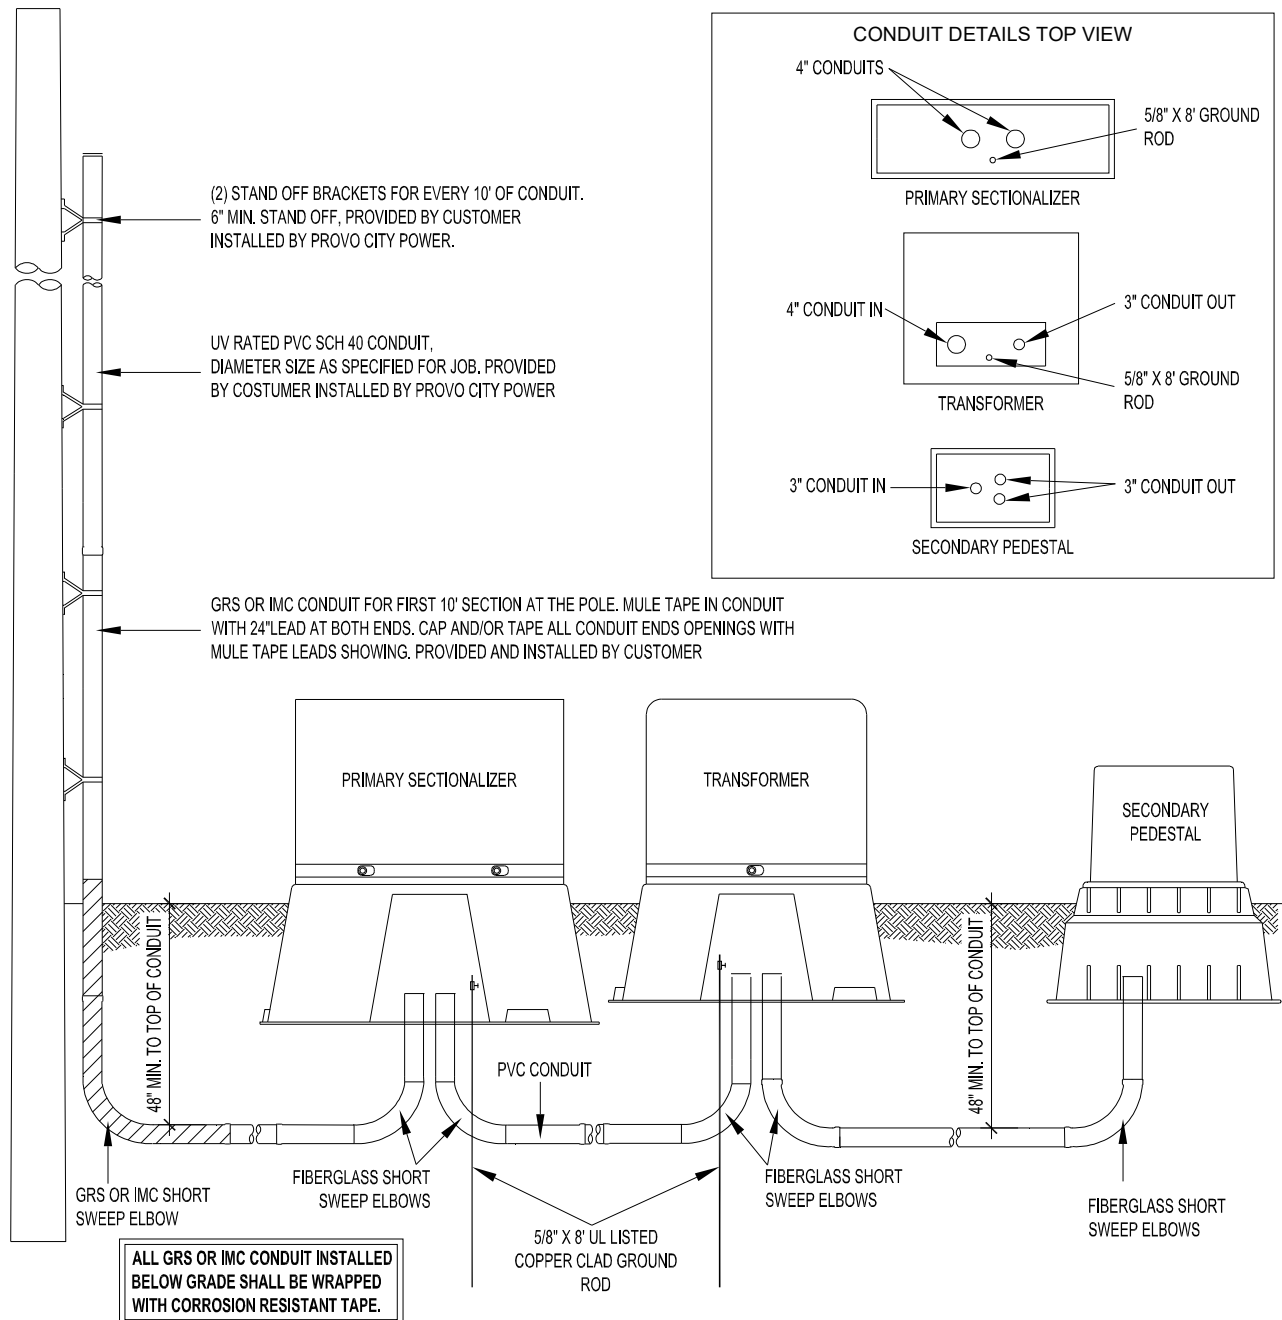 CONDUIT DETAILS TOP VIEW
4" CONDUITS
5/8" X 8' GROUND
ROD
PRIMARY SECTIONALIZER
4" CONDUIT IN
3" CONDUIT OUT
5/8" X 8' GROUND
ROD
TRANSFORMER
3" CONDUIT IN
3" CONDUIT OUT
SECONDARY PEDESTAL
(2) STAND OFF BRACKETS FOR EVERY 10' OF CONDUIT.
6" MIN. STAND OFF, PROVIDED BY CUSTOMER
INSTALLED BY PROVO CITY POWER.
UV RATED PVC SCH 40 CONDUIT,
DIAMETER SIZE AS SPECIFIED FOR JOB. PROVIDED
BY COSTUMER INSTALLED BY PROVO CITY POWER
GRS OR IMC CONDUIT FOR FIRST 10' SECTION AT THE POLE. MULE TAPE IN CONDUIT
WITH 24"LEAD AT BOTH ENDS. CAP AND/OR TAPE ALL CONDUIT ENDS OPENINGS WITH
MULE TAPE LEADS SHOWING. PROVIDED AND INSTALLED BY CUSTOMER
PRIMARY SECTIONALIZER
TRANSFORMER
SECONDARY
PEDESTAL
48" MIN. TO TOP OF CONDUIT
48" MIN. TO TOP OF CONDUIT
PVC CONDUIT
GRS OR IMC SHORT
SWEEP ELBOW
FIBERGLASS SHORT
SWEEP ELBOWS
FIBERGLASS SHORT
SWEEP ELBOWS
FIBERGLASS SHORT
SWEEP ELBOWS
5/8" X 8' UL LISTED
COPPER CLAD GROUND
ROD
ALL GRS OR IMC CONDUIT INSTALLED
BELOW GRADE SHALL BE WRAPPED
WITH CORROSION RESISTANT TAPE.